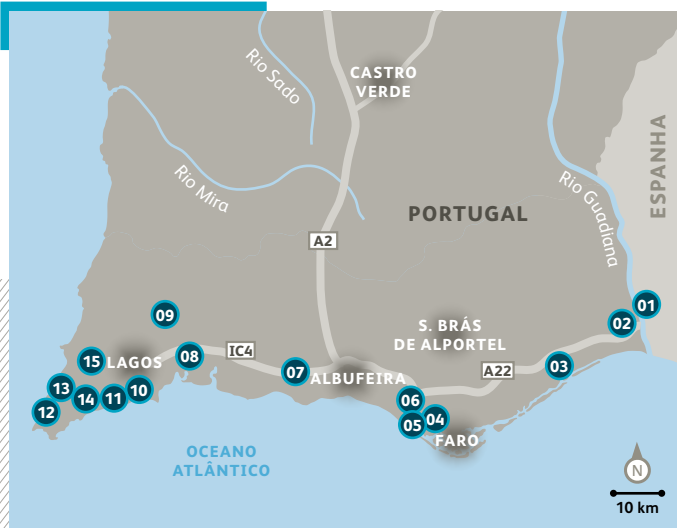 Rio Sado
CASTRO
VERDE
Rio Mira
PORTUGAL
Rio Guadiana
ESPANHA
A2
01
02
09
S. BRÁS
DE ALPORTEL
15
LAGOS
08
IC4
07
ALBUFEIRA
A22
03
13
14
11
10
12
06
05
04
FARO
OCEANO
ATLÂNTICO
N
10 km